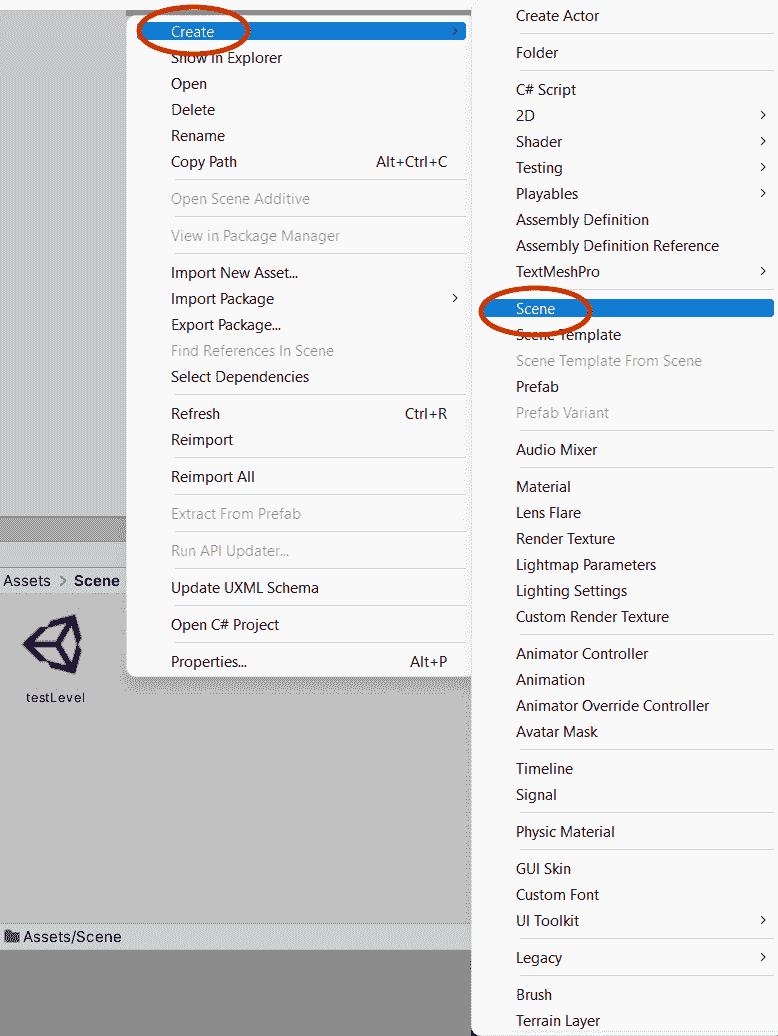 Create
Show in Explorer
Open
Delete
Rename
Copy Path Alt+Ctrl+C
Open Scene Additive
View in Package Manager
Import New Asset...
Import Package
Export Package...
Find References In Scene
Select Dependencies
Refresh Ctrl+R
Reimport
Reimport All
Extract From Prefab
Run API Updater...
Update UXML Schema
Open C# Project
Properties... Alt+P
Create Actor
Folder
C# Script
2D
Shader
Testing
Playables
Assembly Definition
Assembly Definition Reference
TextMeshPro
Scene
Scene Template
Scene Template From Scene
Prefab
Prefab Variant
Audio Mixer
Material
Lens Flare
Render Texture
Lightmap Parameters
Lighting Settings
Custom Render Texture
Animator Controller
Animation
Animator Override Controller
Avatar Mask
Timeline
Signal
Physic Material
GUI Skin
Custom Font
UI Toolkit
Legacy
Brush
Terrain Layer
Assets > Scene
testLevel
Assets/Scene